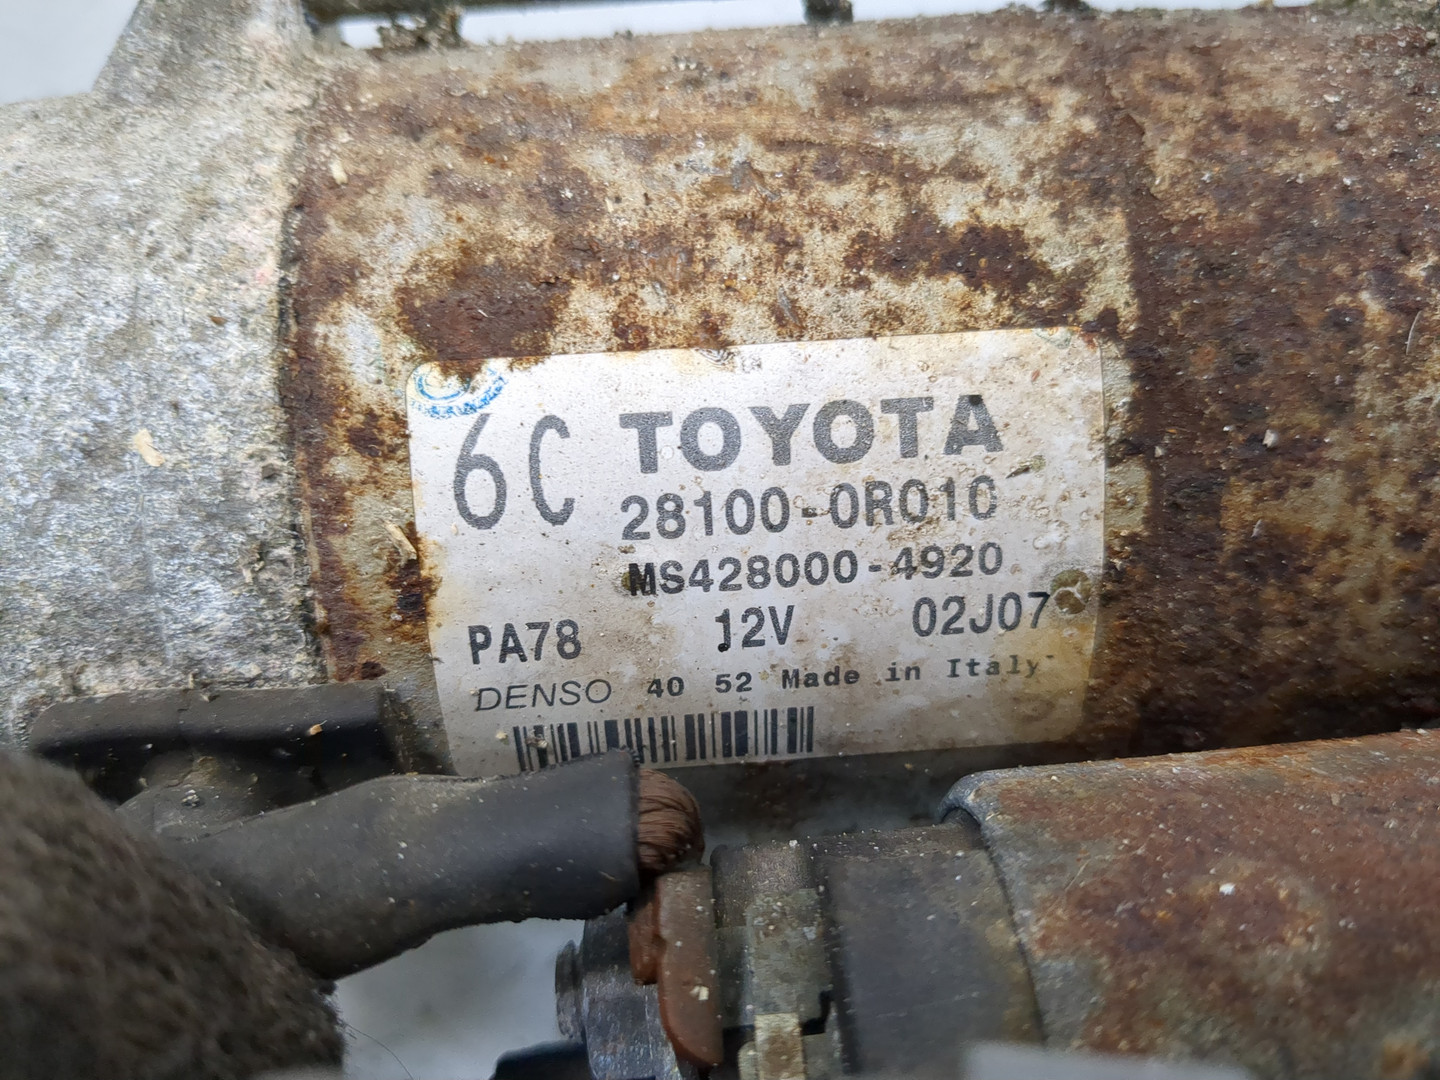 6C TOYOTA
28100-0R010
MS428000-4920
PA78 12V 02J07
DENSO 40 52 Made in Italy